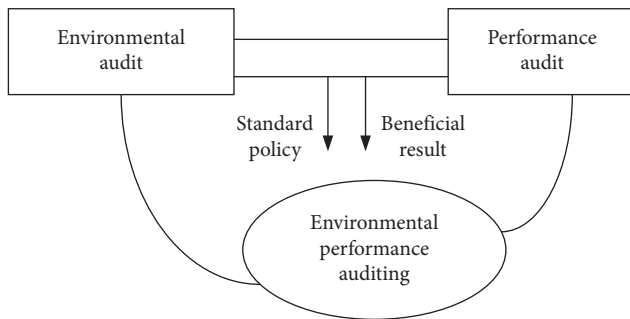 Environmental
audit
Performance
audit
Standard
policy
Beneficial
result
Environmental
performance
auditing